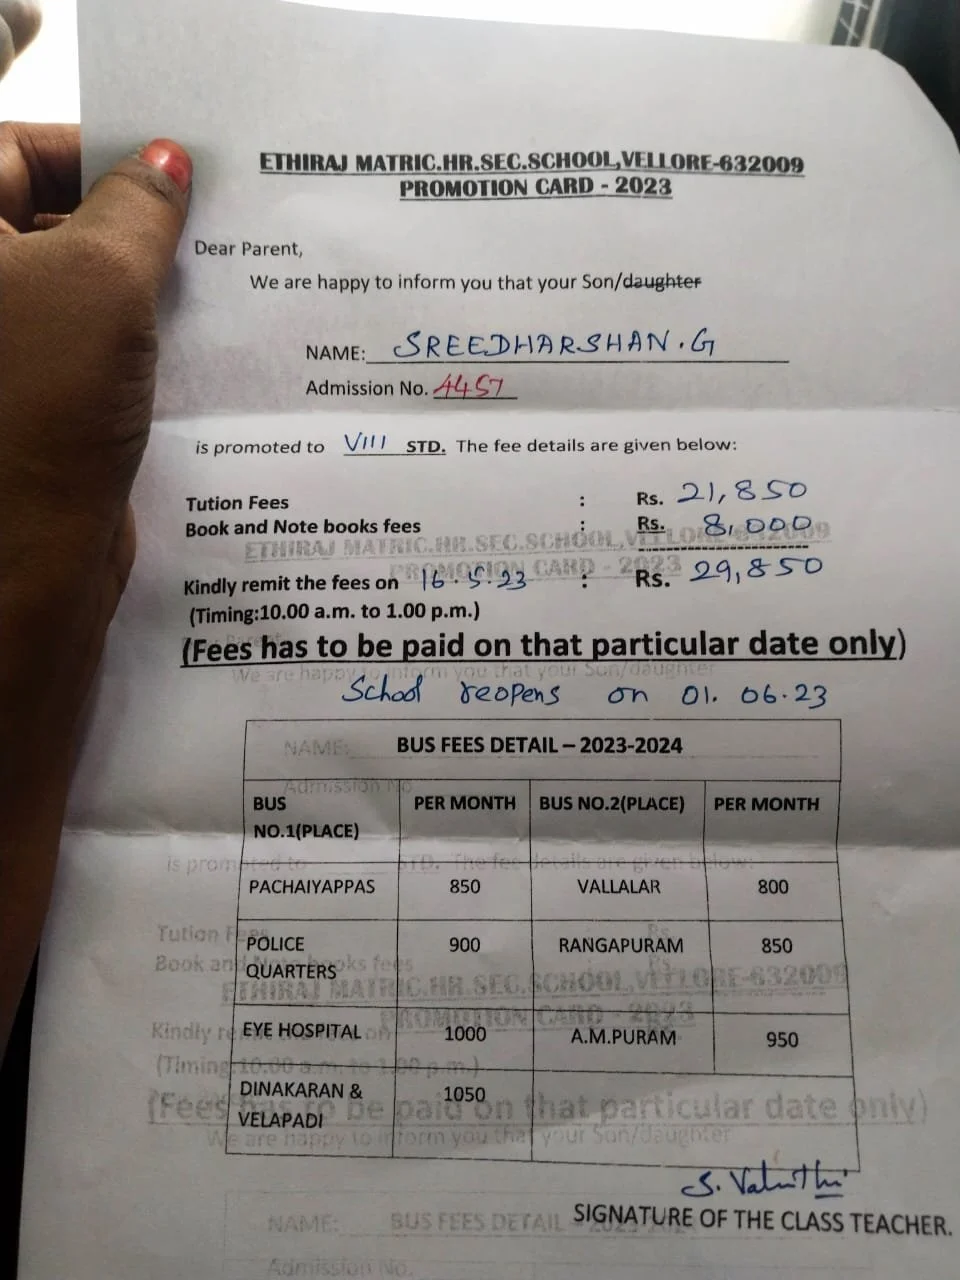 ETHIRAJ MATRIC.HR.SEC.SCHOOL,VELLORE-632009
PROMOTION CARD - 2023
Dear Parent,
We are happy to inform you that your Son/daughter
NAME: SREEDHARSHAN.G
Admission No. A457
is promoted to VIII STD. The fee details are given below:
Tution Fees : Rs. 21,850
Book and Note books fees : Rs. 8,000
Kindly remit the fees on 16.5.23 : Rs. 29,850
(Timing:10.00 a.m. to 1.00 p.m.)
(Fees has to be paid on that particular date only)
School reopens on 01.06.23
BUS FEES DETAIL – 2023-2024
BUS NO.1(PLACE) PER MONTH BUS NO.2(PLACE) PER MONTH
PACHAIYAPPAS 850 VALLALAR 800
POLICE QUARTERS 900 RANGAPURAM 850
EYE HOSPITAL 1000 A.M.PURAM 950
DINAKARAN & VELAPADI 1050
SIGNATURE OF THE CLASS TEACHER.